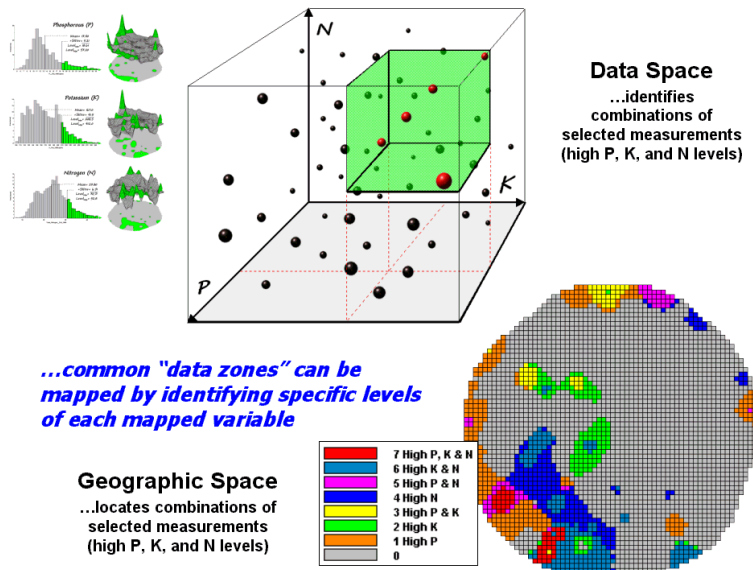 Phosphorous (P)
Potassium (K)
Nitrogen (N)
N
K
P
Data Space
...identifies
combinations of
selected measurements
(high P, K, and N levels)
...common “data zones” can be
mapped by identifying specific levels
of each mapped variable
Geographic Space
...locates combinations of
selected measurements
(high P, K, and N levels)
7 High P, K & N
6 High K & N
5 High P & N
4 High N
3 High P & K
2 High K
1 High P
0